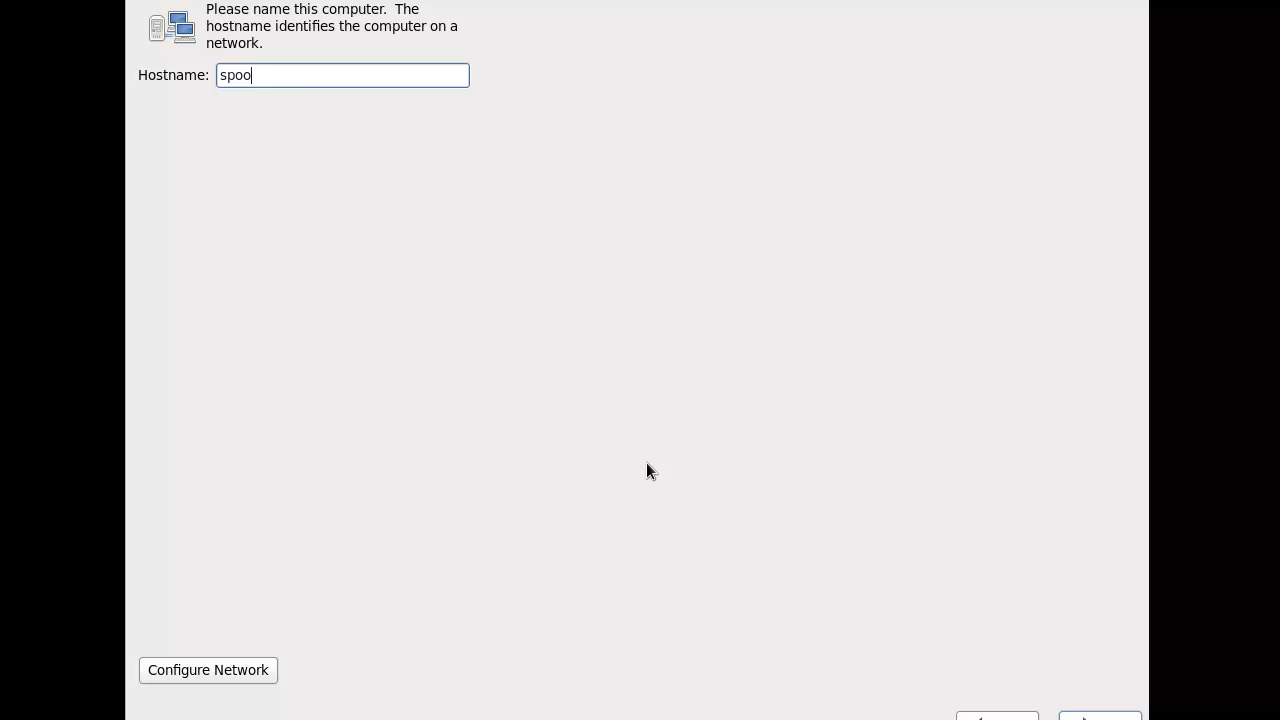 Please name this computer.  The
hostname identifies the computer on a
network.
Hostname: spoo
Configure Network